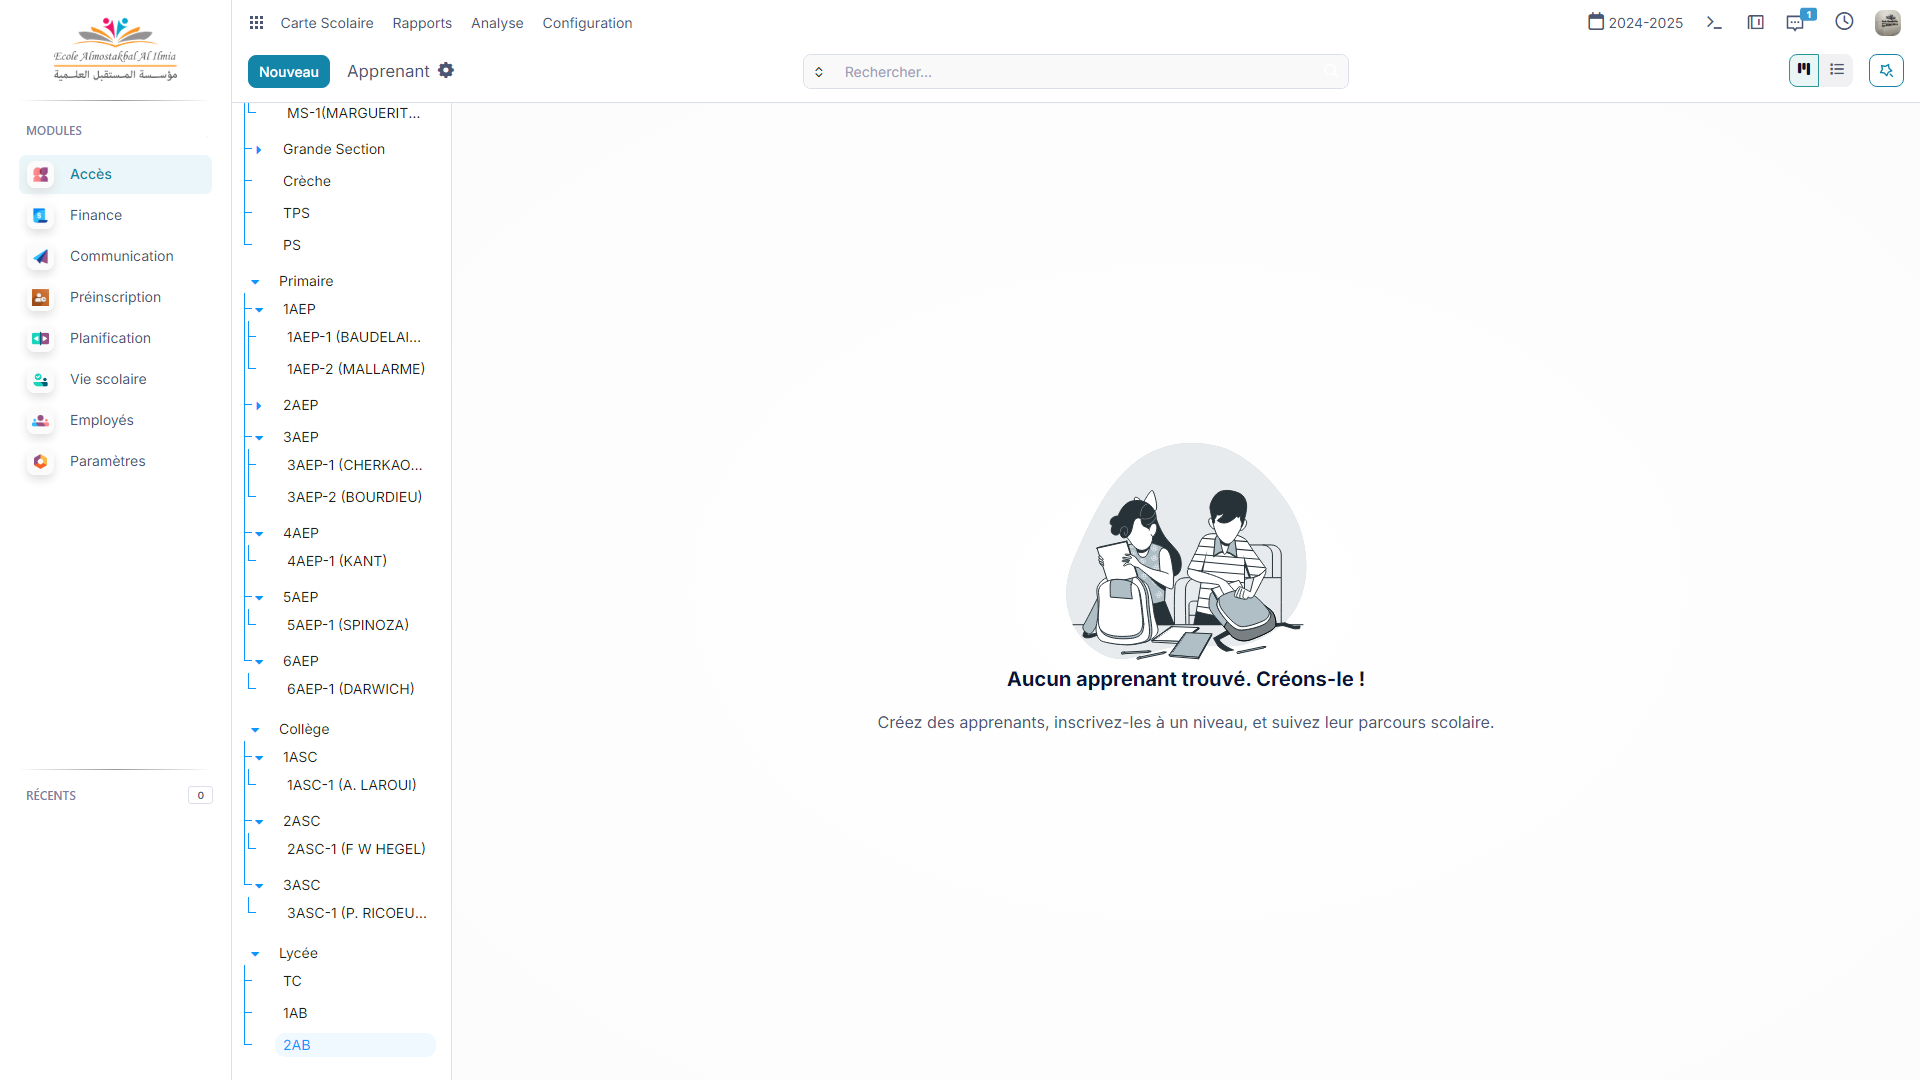 Ecole Almostakbal Al Ilmia
مؤسسة المستقبل العلمية
MODULES
Accès
Finance
Communication
Préinscription
Planification
Vie scolaire
Employés
Paramètres
RÉCENTS
0
Carte Scolaire
Rapports
Analyse
Configuration
2024-2025
1
Nouveau
Apprenant
Rechercher...
MS-1(MARGUERIT...
Grande Section
Crèche
TPS
PS
Primaire
1AEP
1AEP-1 (BAUDELAI...
1AEP-2 (MALLARME)
2AEP
3AEP
3AEP-1 (CHERKAO...
3AEP-2 (BOURDIEU)
4AEP
4AEP-1 (KANT)
5AEP
5AEP-1 (SPINOZA)
6AEP
6AEP-1 (DARWICH)
Collège
1ASC
1ASC-1 (A. LAROUI)
2ASC
2ASC-1 (F W HEGEL)
3ASC
3ASC-1 (P. RICOEU...
Lycée
TC
1AB
2AB
Aucun apprenant trouvé. Créons-le !
Créez des apprenants, inscrivez-les à un niveau, et suivez leur parcours scolaire.